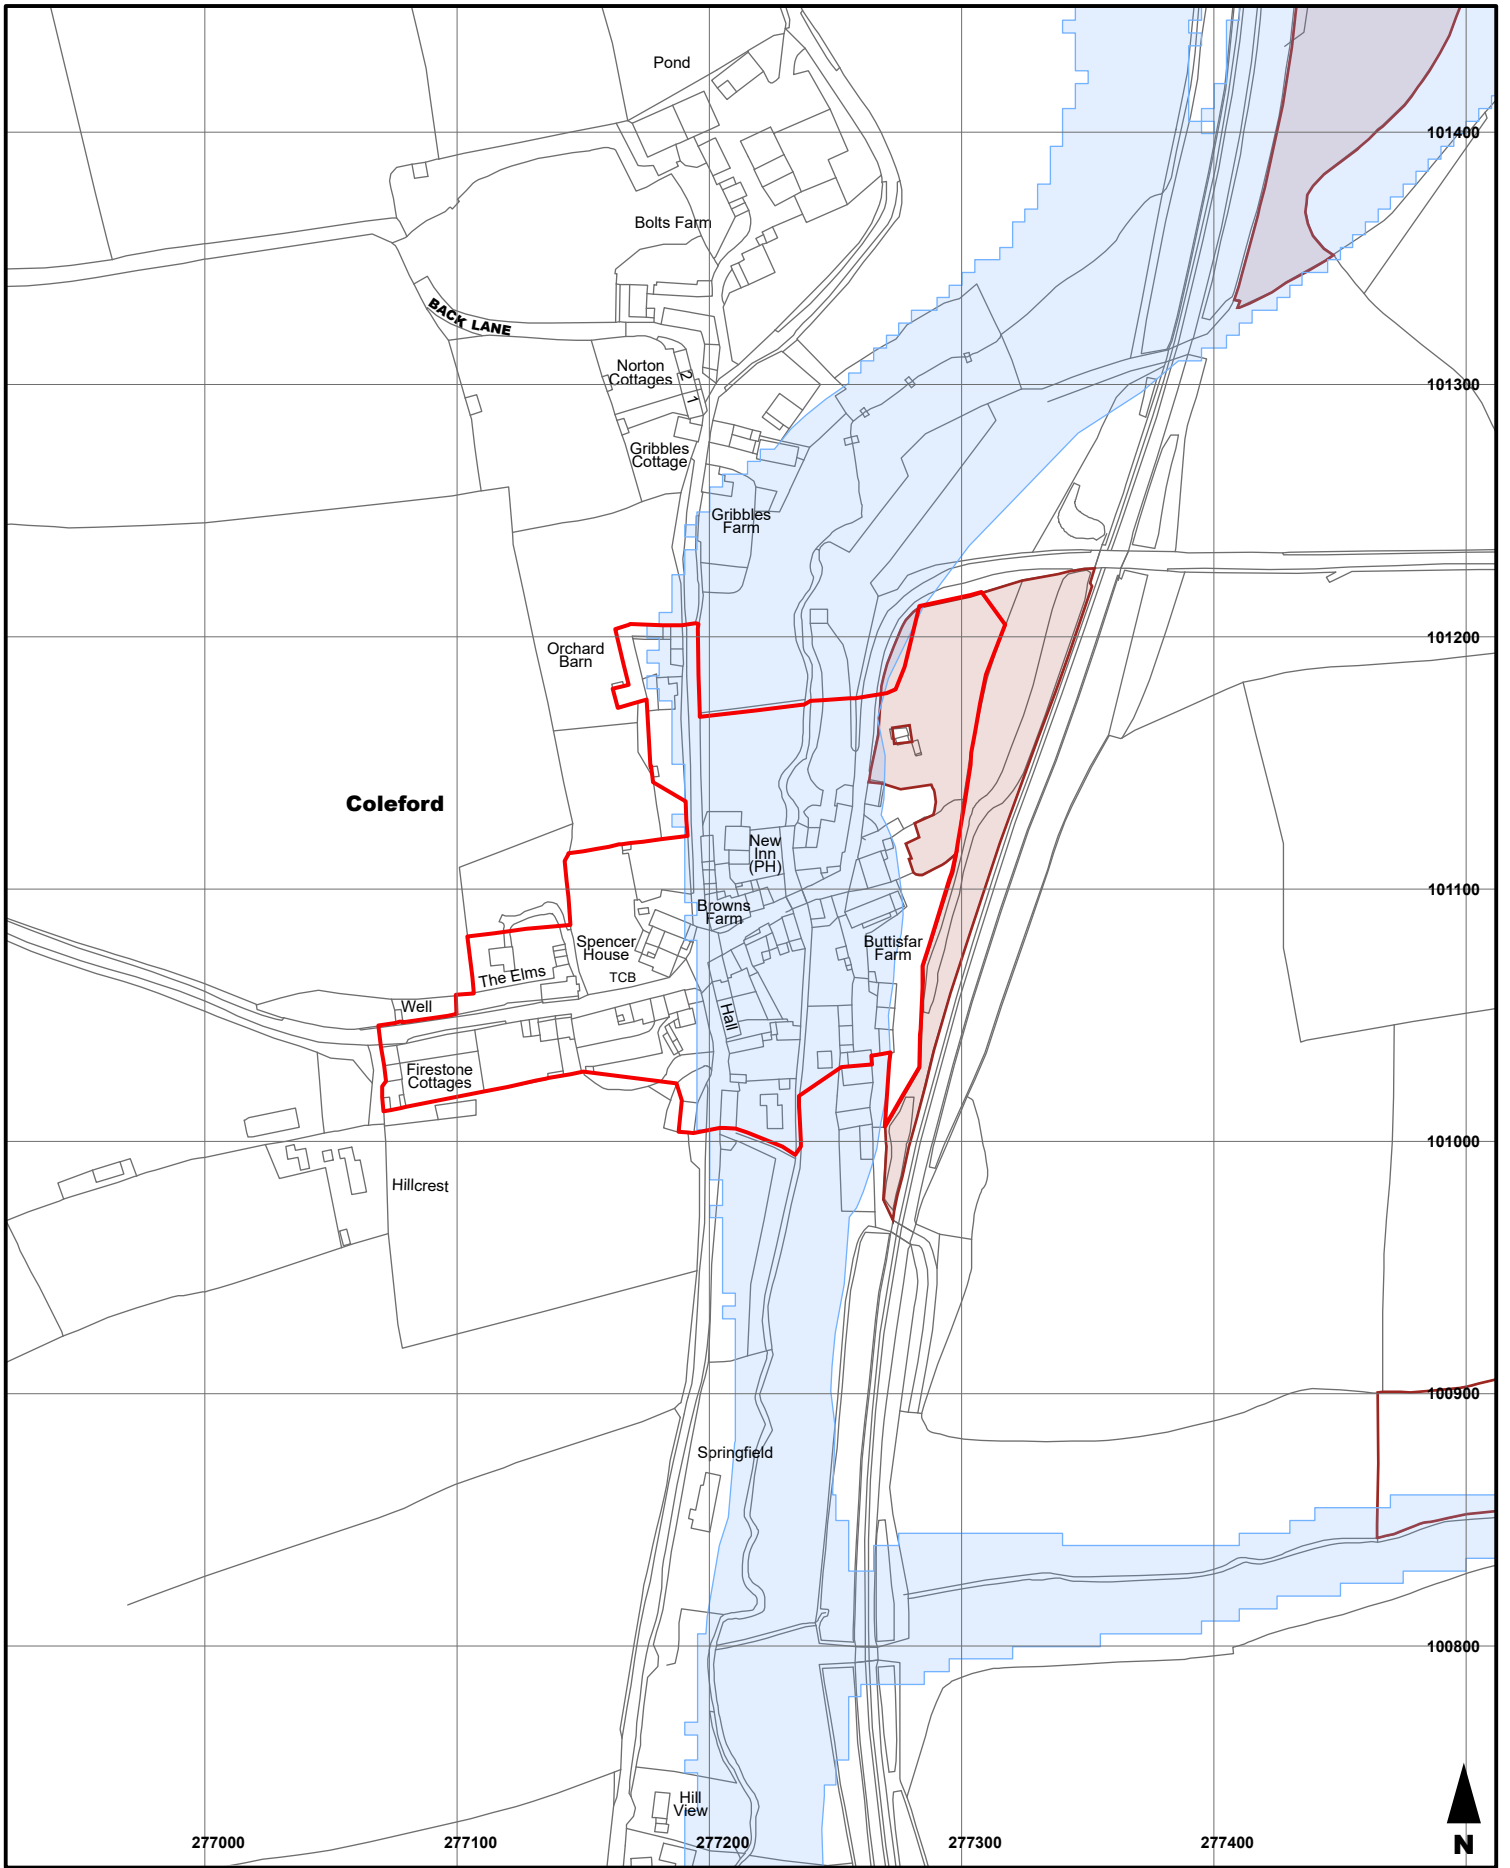 Pond
101400
Bolts Farm
BACK LANE
Norton
Cottages
2
1
101300
Gribbles
Cottage
Gribbles
Farm
101200
Orchard
Barn
Coleford
New
Inn
(PH)
101100
Browns
Farm
Spencer
House
Buttisfar
Farm
The Elms
TCB
Well
Hall
Firestone
Cottages
101000
Hillcrest
100900
Springfield
100800
Hill
View
277000
277100
277200
277300
277400
N